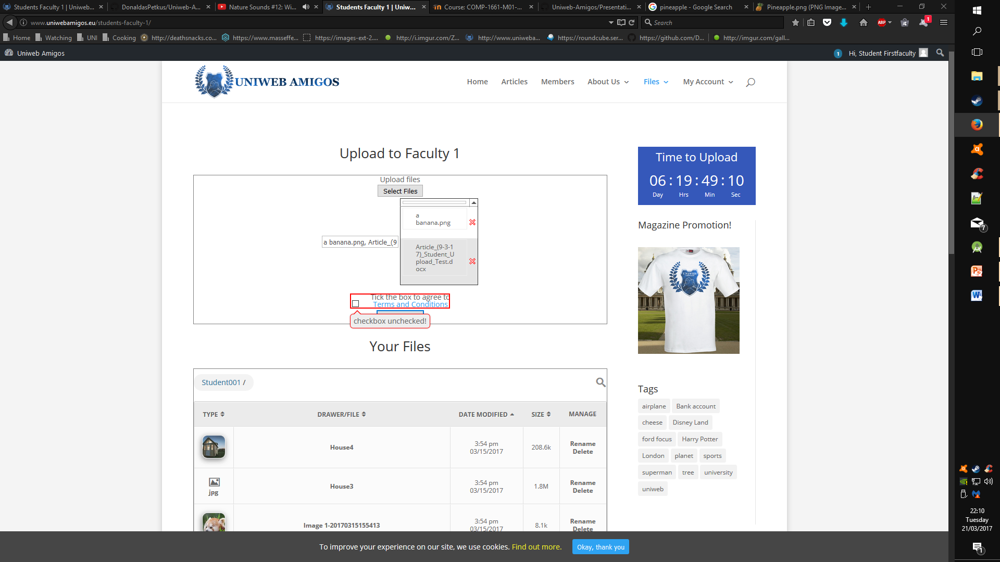 Students Faculty 1 | Uniweb...
DonaldasPetkus/Uniweb-A...
Nature Sounds #12: Wi...
Students Faculty 1 | Uniw...
Course: COMP-1661-M01-...
Uniweb-Amigos/Presentati...
pineapple - Google Search
Pineapple.png (PNG Image...
www.uniwebamigos.eu/students-faculty-1/
Search
ABP
1
Home
Watching
UNI
Cooking
http://deathsnacks.co...
https://www.masseffe...
https://images-ext-2....
http://i.imgur.com/Z...
http://www.uniweba...
https://roundcube.ser...
https://github.com/D...
http://imgur.com/gall...
Uniweb Amigos
1
Hi, Student Firstfaculty
UNIWEB AMIGOS
Home
Articles
Members
About Us
Files
My Account
Upload to Faculty 1
Upload files
Select Files
a
banana.png
a banana.png, Article_(9
Article_(9-3-1
7)_Student_U
pload_Test.d
ocx
Tick the box to agree to
Terms and Conditions
checkbox unchecked!
Time to Upload
06 : 19 : 49 : 10
Day Hrs Min Sec
Magazine Promotion!
UNIWEB
AMIGOS
Your Files
Student001 /
TYPE DRAWER/FILE DATE MODIFIED SIZE MANAGE
House4
3:54 pm
03/15/2017
208.6k
Rename
Delete
jpg
House3
3:54 pm
03/15/2017
1.8M
Rename
Delete
Image 1-20170315155413
3:54 pm
03/15/2017
8.1k
Rename
Delete
Tags
airplane
Bank account
cheese
Disney Land
ford focus
Harry Potter
London
planet
sports
superman
tree
university
uniweb
To improve your experience on our site, we use cookies. Find out more.
Okay, thank you
7
22:10
Tuesday
21/03/2017
1